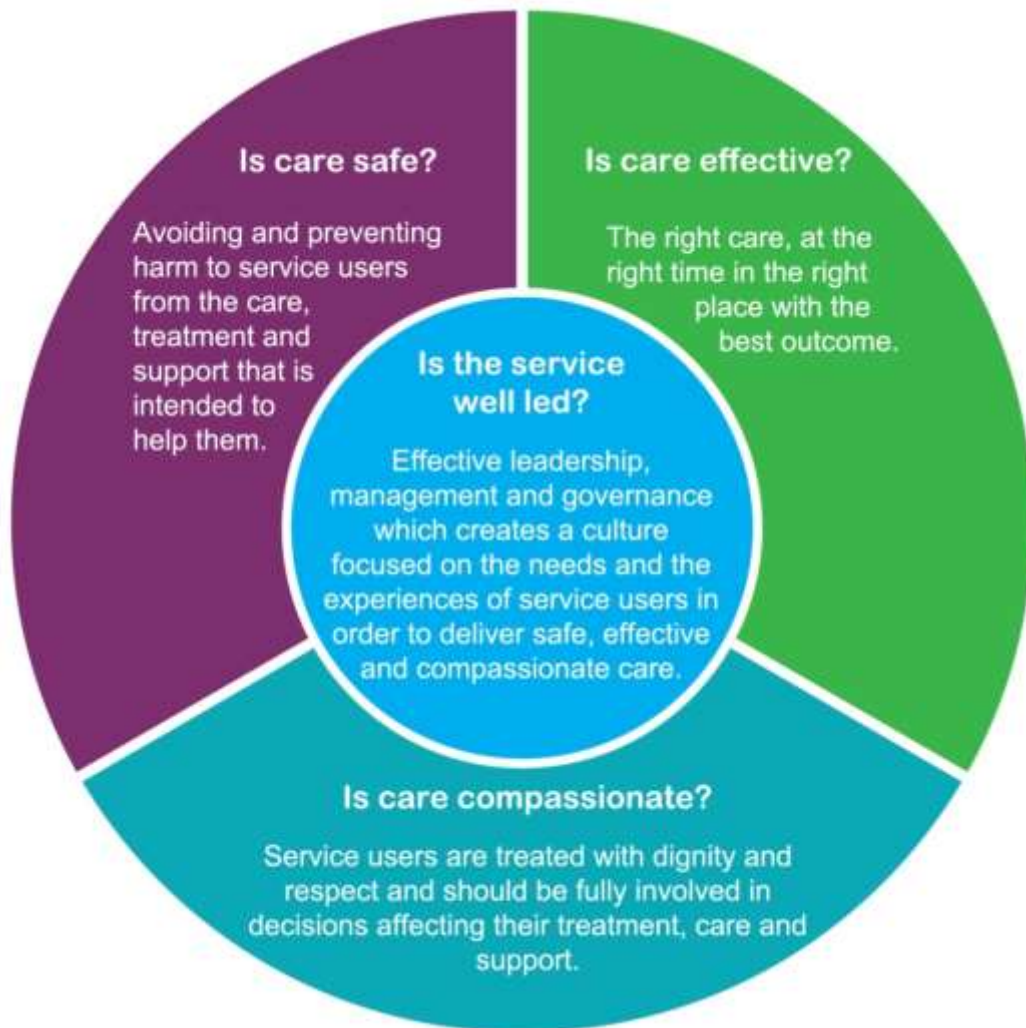 Is care safe?
Avoiding and preventing
harm to service users
from the care,
treatment and
support that is
intended to
help them.
Is care effective?
The right care, at the
right time in the right
place with the
best outcome.
Is the service
well led?
Effective leadership,
management and governance
which creates a culture
focused on the needs and the
experiences of service users in
order to deliver safe, effective
and compassionate care.
Is care compassionate?
Service users are treated with dignity and
respect and should be fully involved in
decisions affecting their treatment, care and
support.